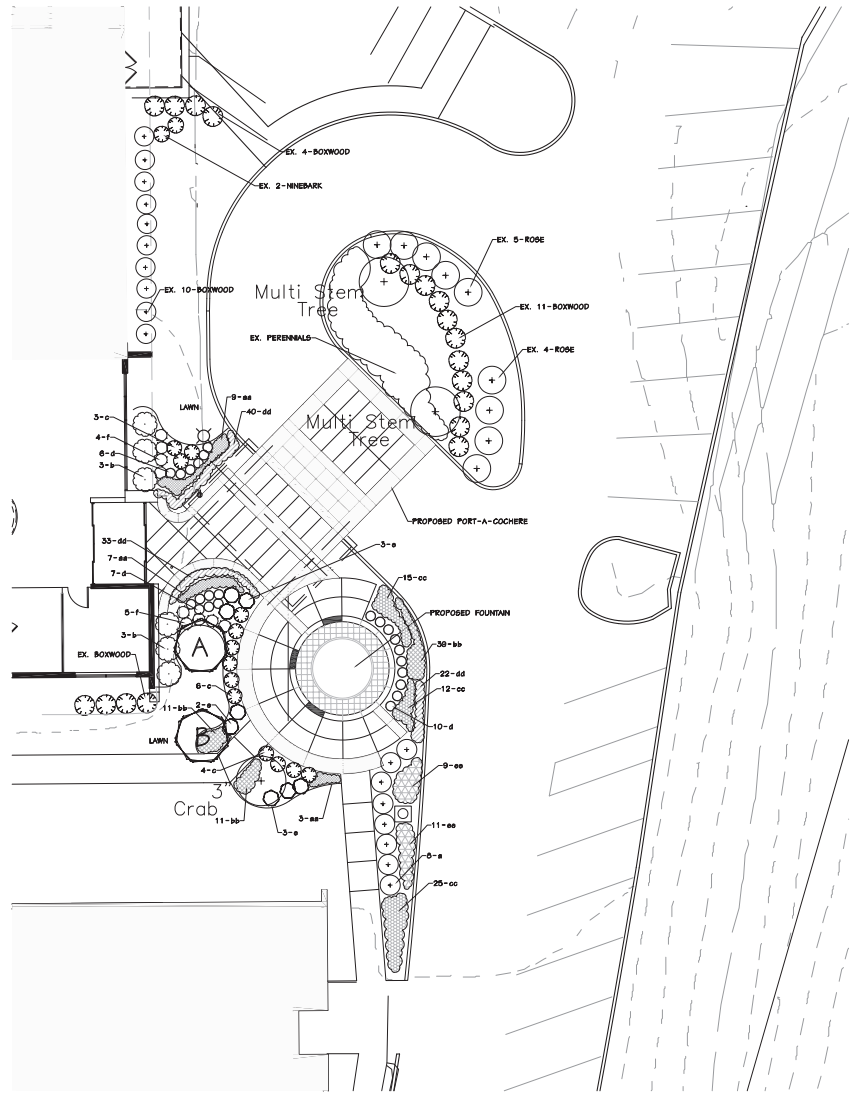 EX. 4-BOXWOOD
EX. 2-NINEBARK
EX. 5-ROSE
Multi Stem
Tree
EX. 10-BOXWOOD
EX. 11-BOXWOOD
EX. PERENNIALS
EX. 4-ROSE
9-aa
LAWN
40-dd
3-c
4-f
6-d
3-b
Multi Stem
Tree
PROPOSED PORT-A-COCHERE
33-dd
3-e
7-aa
7-d
15-cc
5-f
PROPOSED FOUNTAIN
3-b
A
39-bb
EX. BOXWOOD
22-dd
6-c
12-cc
11-bb
2-e
10-d
LAWN
B
4-c
9-ee
3"
Crab
11-bb
3-aa
3-e
11-ee
8-a
25-cc